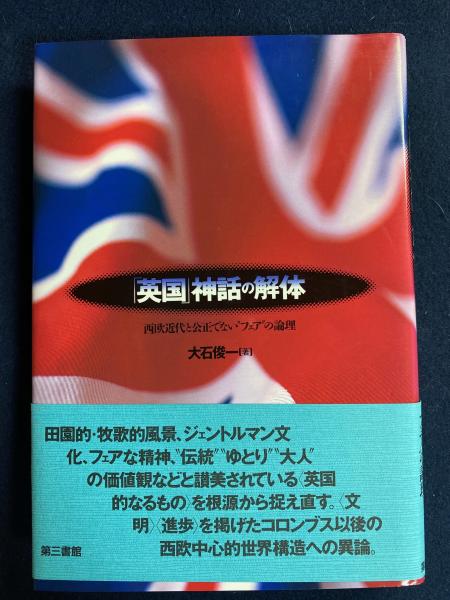 「英国」神話の解体
西欧近代と公正でない“フェア”の論理
大石俊一[著]
田園的・牧歌的風景、ジェントルマン文
化、フェアな精神、“伝統”“ゆとり”“大人”
の価値観などと讃美されている〈英国
的なるもの〉を根源から捉え直す。〈文
明〉〈進歩〉を掲げたコロンブス以後の
西欧中心的世界構造への異論。
第三書館